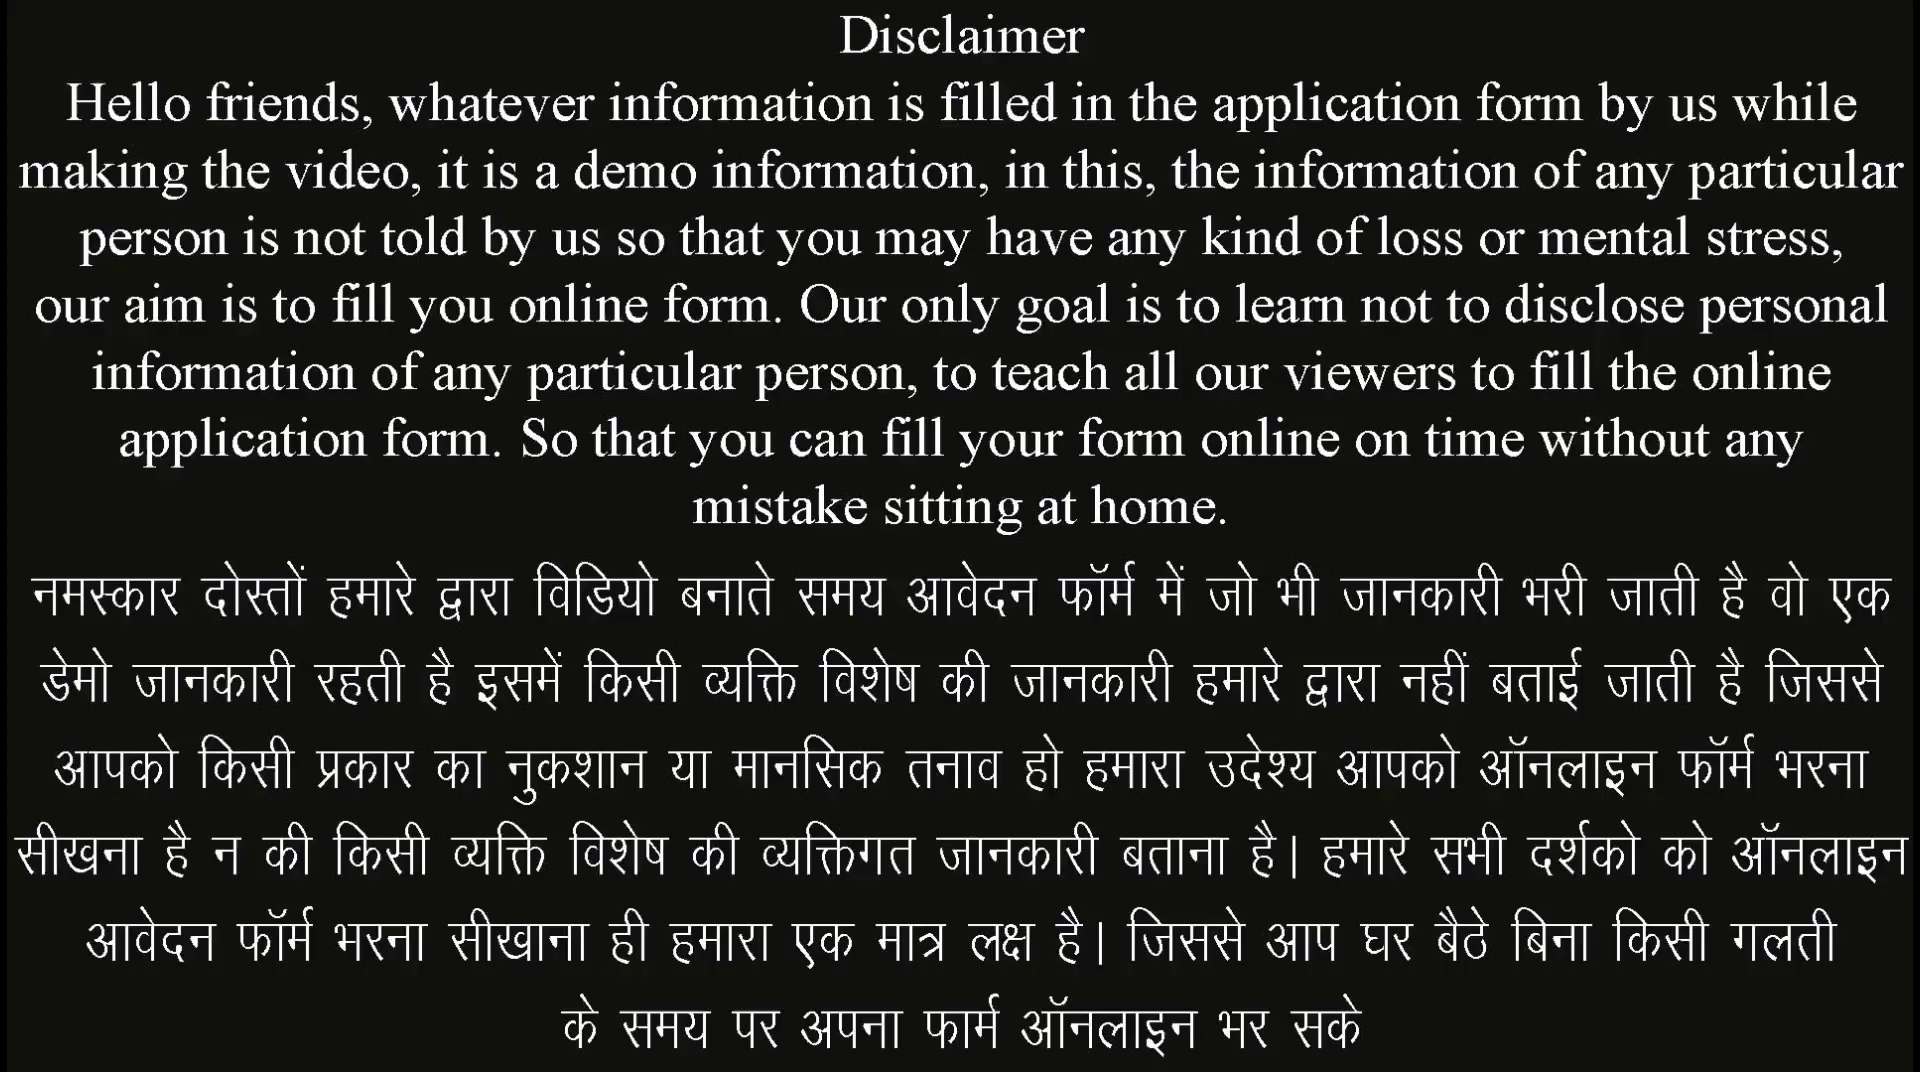 Disclaimer
Hello friends, whatever information is filled in the application form by us while
making the video, it is a demo information, in this, the information of any particular
person is not told by us so that you may have any kind of loss or mental stress,
our aim is to fill you online form. Our only goal is to learn not to disclose personal
information of any particular person, to teach all our viewers to fill the online
application form. So that you can fill your form online on time without any
mistake sitting at home.
नमस्कार दोस्तों हमारे द्वारा विडियो बनाते समय आवेदन फॉर्म में जो भी जानकारी भरी जाती है वो एक
डेमो जानकारी रहती है इसमें किसी व्यक्ति विशेष की जानकारी हमारे द्वारा नहीं बताई जाती है जिससे
आपको किसी प्रकार का नुकशान या मानसिक तनाव हो हमारा उदेश्य आपको ऑनलाइन फॉर्म भरना
सीखना है न की किसी व्यक्ति विशेष की व्यक्तिगत जानकारी बताना है| हमारे सभी दर्शको को ऑनलाइन
आवेदन फॉर्म भरना सीखाना ही हमारा एक मात्र लक्ष है| जिससे आप घर बैठे बिना किसी गलती
के समय पर अपना फार्म ऑनलाइन भर सके